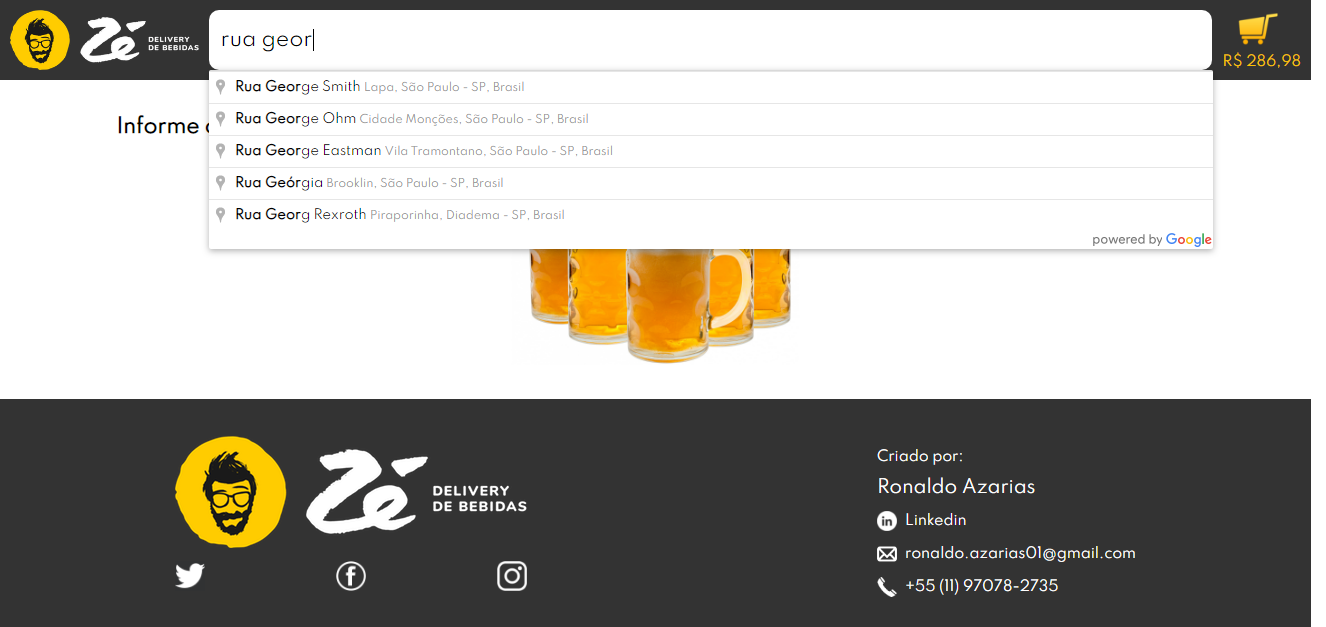 Zé DELIVERY
DE BEBIDAS
rua geor
R$ 286,98
Rua George Smith Lapa, São Paulo - SP, Brasil
Rua George Ohm Cidade Monções, São Paulo - SP, Brasil
Rua George Eastman Vila Tramontano, São Paulo - SP, Brasil
Rua Geórgia Brooklin, São Paulo - SP, Brasil
Rua Georg Rexroth Piraporinha, Diadema - SP, Brasil
powered by Google
Informe
Zé DELIVERY
DE BEBIDAS
Criado por:
Ronaldo Azarias
in Linkedin
ronaldo.azarias01@gmail.com
+55 (11) 97078-2735